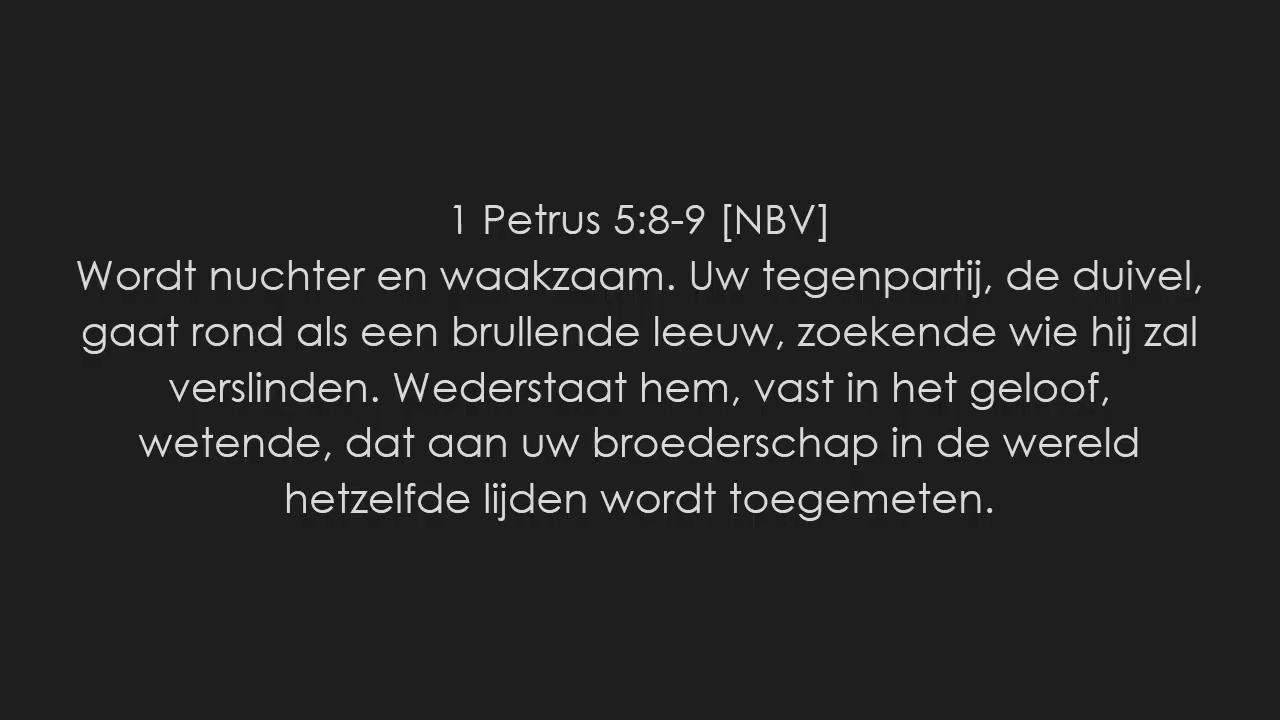 1 Petrus 5:8-9 [NBV]
Wordt nuchter en waakzaam. Uw tegenpartij, de duivel,
gaat rond als een brullende leeuw, zoekende wie hij zal
verslinden. Wederstaat hem, vast in het geloof,
wetende, dat aan uw broederschap in de wereld
hetzelfde lijden wordt toegemeten.